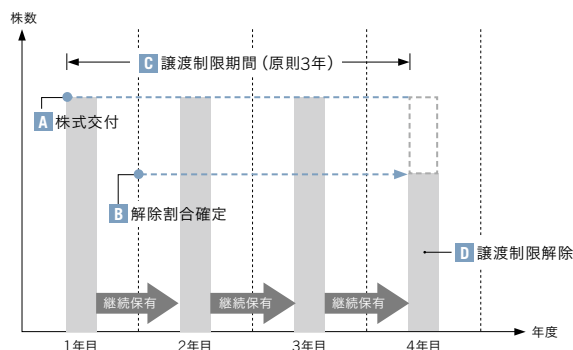 株数
C 譲渡制限期間（原則3年）
A 株式交付
B 解除割合確定
D 譲渡制限解除
継続保有
継続保有
継続保有
年度
1年目
2年目
3年目
4年目